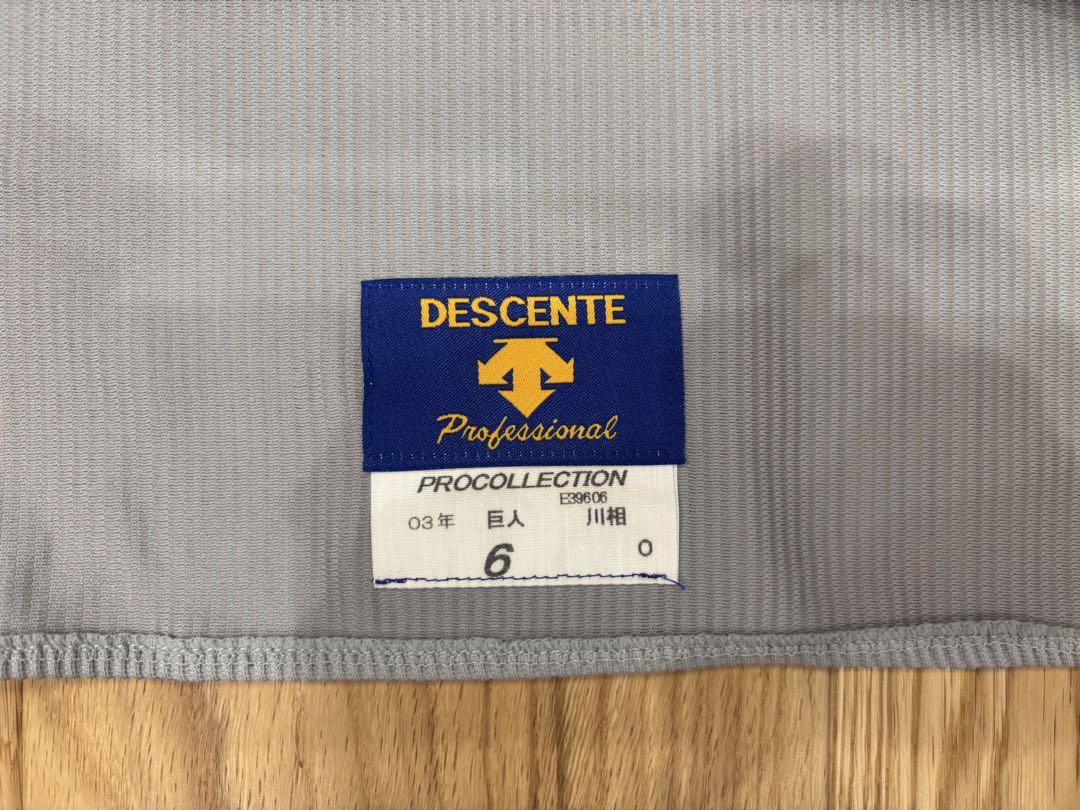 DESCENTE
Professional
PROCOLLECTION
E39606
03年 巨人 川相
6 0